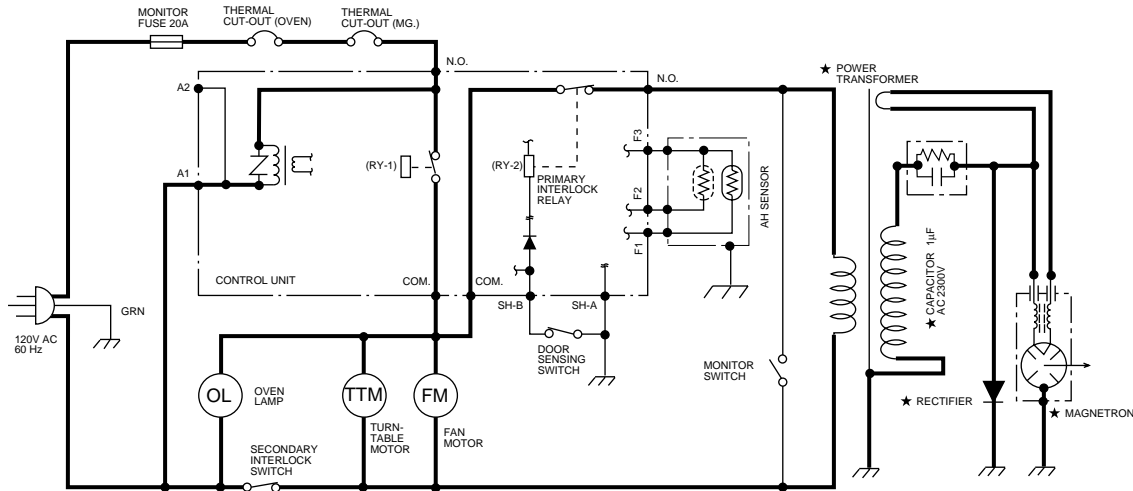 MONITOR
FUSE 20A
THERMAL
CUT-OUT (OVEN)
THERMAL
CUT-OUT (MG.)
N.O.
N.O.
A2
A1
(RY-1)
(RY-2)
PRIMARY
INTERLOCK
RELAY
F3
F2
F1
AH SENSOR
★ POWER
TRANSFORMER
★ CAPACITOR 1µF
AC 2300V
CONTROL UNIT
COM.
COM.
SH-B
SH-A
GRN
120V AC
60 Hz
DOOR
SENSING
SWITCH
MONITOR
SWITCH
OL
OVEN
LAMP
TTM
TURN-
TABLE
MOTOR
FM
FAN
MOTOR
SECONDARY
INTERLOCK
SWITCH
★ RECTIFIER
★ MAGNETRON